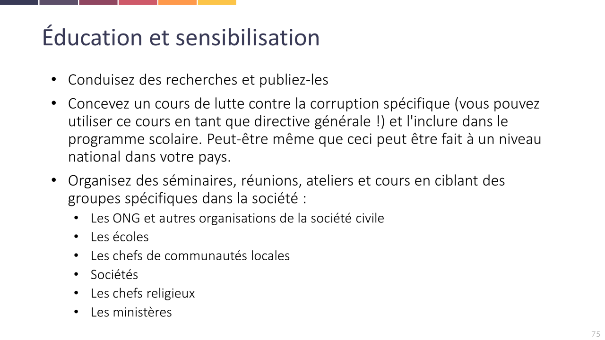 Éducation et sensibilisation
• Conduisez des recherches et publiez-les
• Concevez un cours de lutte contre la corruption spécifique (vous pouvez
utiliser ce cours en tant que directive générale !) et l'inclure dans le
programme scolaire. Peut-être même que ceci peut être fait à un niveau
national dans votre pays.
• Organisez des séminaires, réunions, ateliers et cours en ciblant des
groupes spécifiques dans la société :
• Les ONG et autres organisations de la société civile
• Les écoles
• Les chefs de communautés locales
• Sociétés
• Les chefs religieux
• Les ministères
75